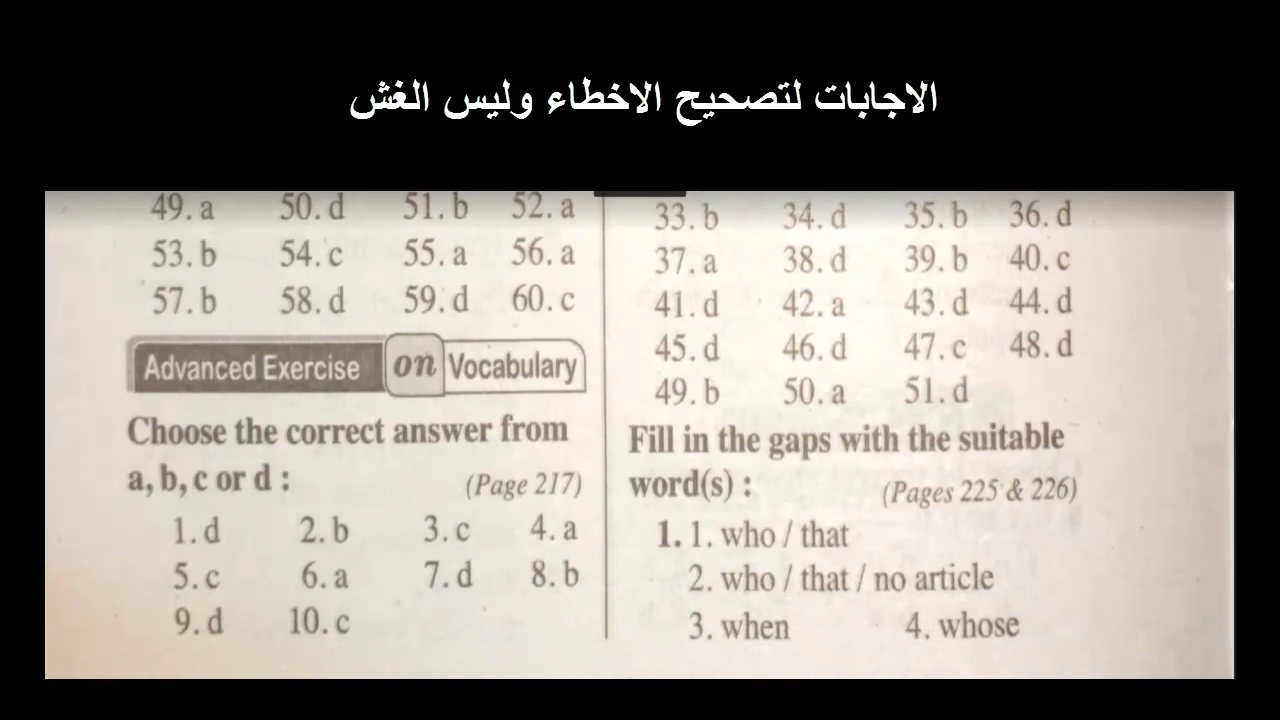 الاجابات لتصحيح الاخطاء وليس الغش
49. a 50. d 51. b 52. a
53. b 54. c 55. a 56. a
57. b 58. d 59. d 60. c
Advanced Exercise on Vocabulary
Choose the correct answer from
a, b, c or d :
(Page 217)
1. d 2. b 3. c 4. a
5. c 6. a 7. d 8. b
9. d 10. c
33. b 34. d 35. b 36. d
37. a 38. d 39. b 40. c
41. d 42. a 43. d 44. d
45. d 46. d 47. c 48. d
49. b 50. a 51. d
Fill in the gaps with the suitable
word(s) :
(Pages 225 & 226)
1. 1. who / that
2. who / that / no article
3. when 4. whose